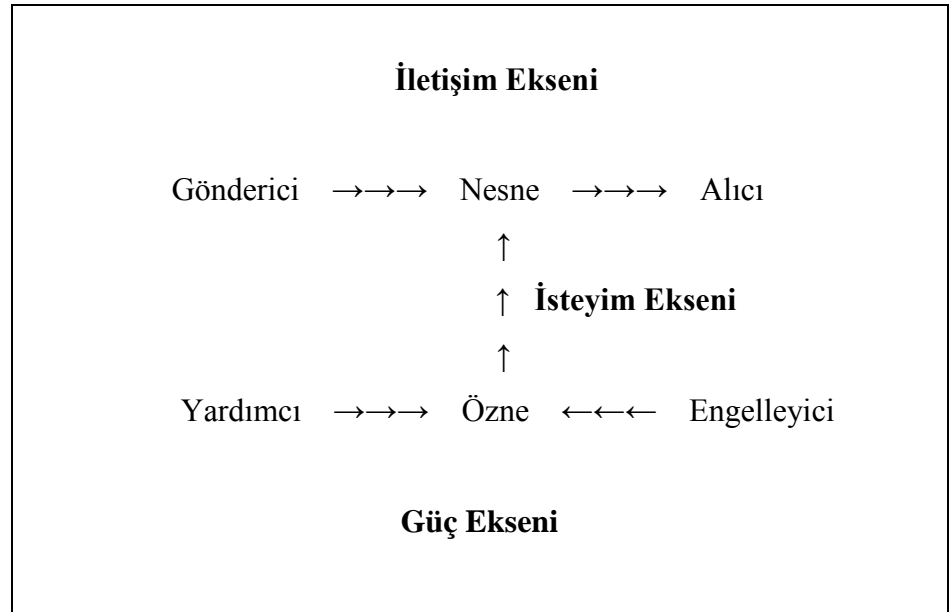 İletişim Ekseni
Gönderici →→→ Nesne →→→ Alıcı
↑
↑ İsteyim Ekseni
↑
Yardımcı →→→ Özne ←←← Engelleyici
Güç Ekseni